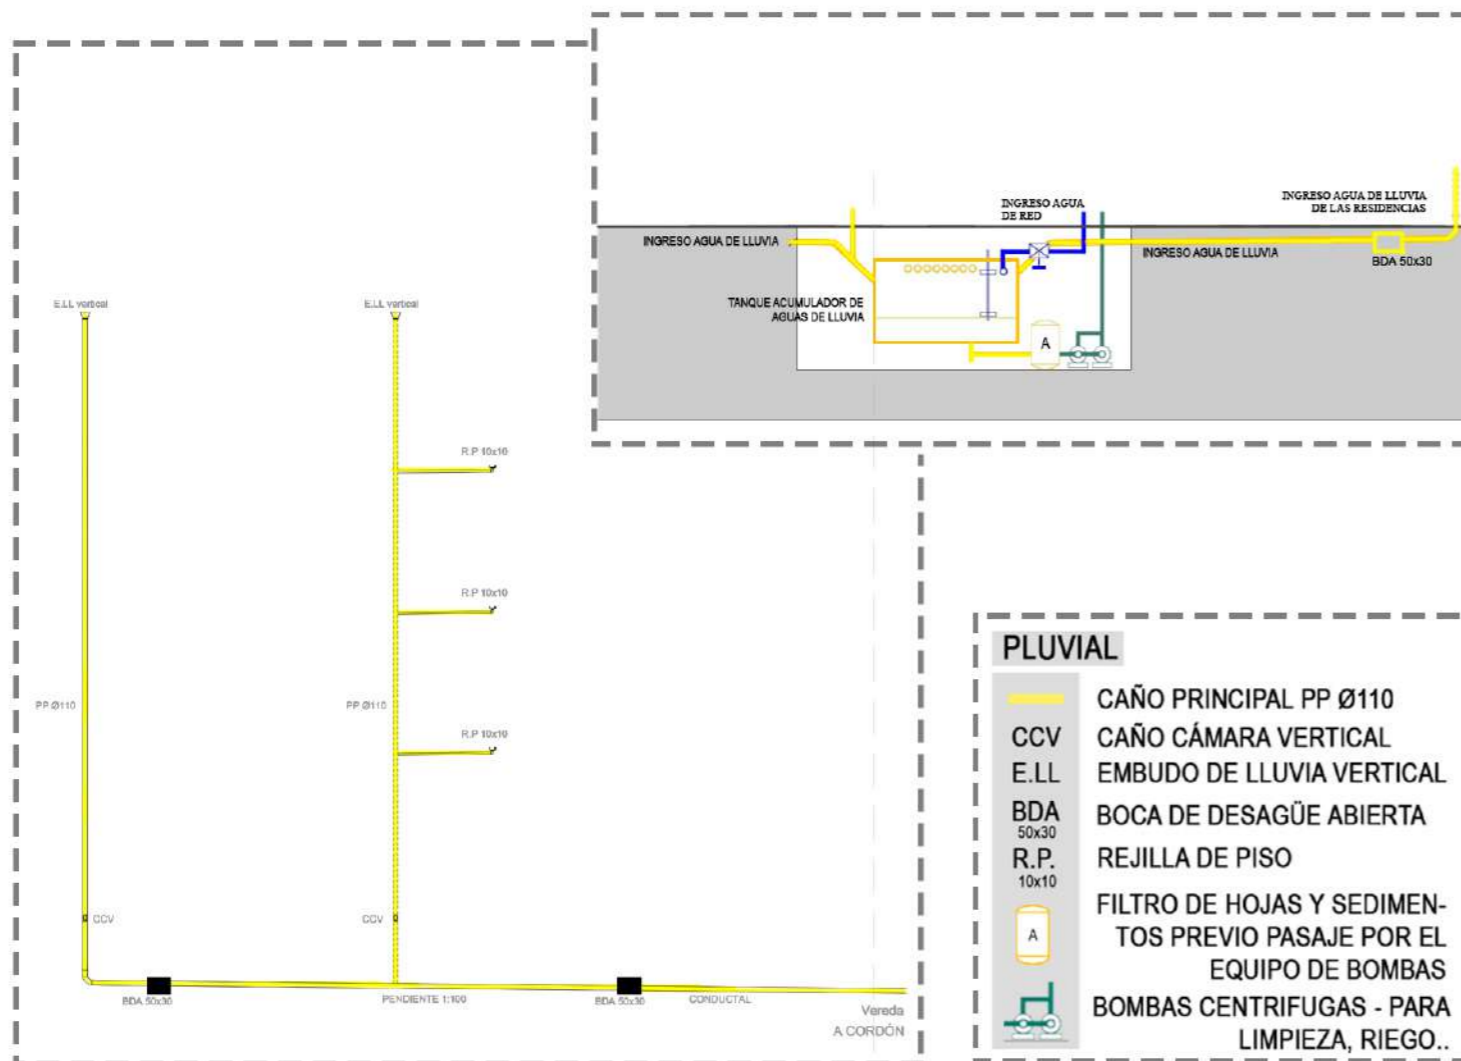 INGRESO AGUA
DE RED
INGRESO AGUA DE LLUVIA
DE LAS RESIDENCIAS
INGRESO AGUA DE LLUVIA
INGRESO AGUA DE LLUVIA
BDA 50x30
TANQUE ACUMULADOR DE
AGUAS DE LLUVIA
A
E.LL vertical
E.LL vertical
R.P 10x10
R.P 10x10
PP Ø110
PP Ø110
R.P 10x10
CCV
CCV
BDA 50x30
PENDIENTE 1:100
BDA 50x30
CONDUCTAL
Vereda
A CORDÓN
PLUVIAL
CAÑO PRINCIPAL PP Ø110
CCV CAÑO CÁMARA VERTICAL
E.LL EMBUDO DE LLUVIA VERTICAL
BDA BOCA DE DESAGÜE ABIERTA
50x30
R.P. REJILLA DE PISO
10x10
FILTRO DE HOJAS Y SEDIMEN-
A TOS PREVIO PASAJE POR EL
EQUIPO DE BOMBAS
BOMBAS CENTRIFUGAS - PARA
LIMPIEZA, RIEGO..